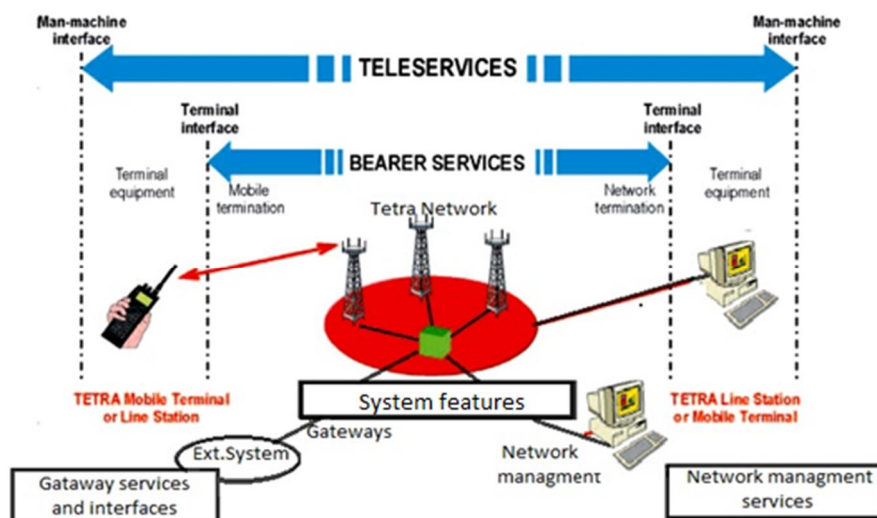 Man-machine
interface
Man-machine
interface
TELESERVICES
Terminal
interface
Terminal
interface
BEARER SERVICES
Terminal
equipment
Mobile
termination
Network
termination
Terminal
equipment
Tetra Network
TETRA Mobile Terminal
or Line Station
System features
TETRA Line Station
or Mobile Terminal
Gateways
Ext.System
Network
managment
Gataway services
and interfaces
Network managment
services